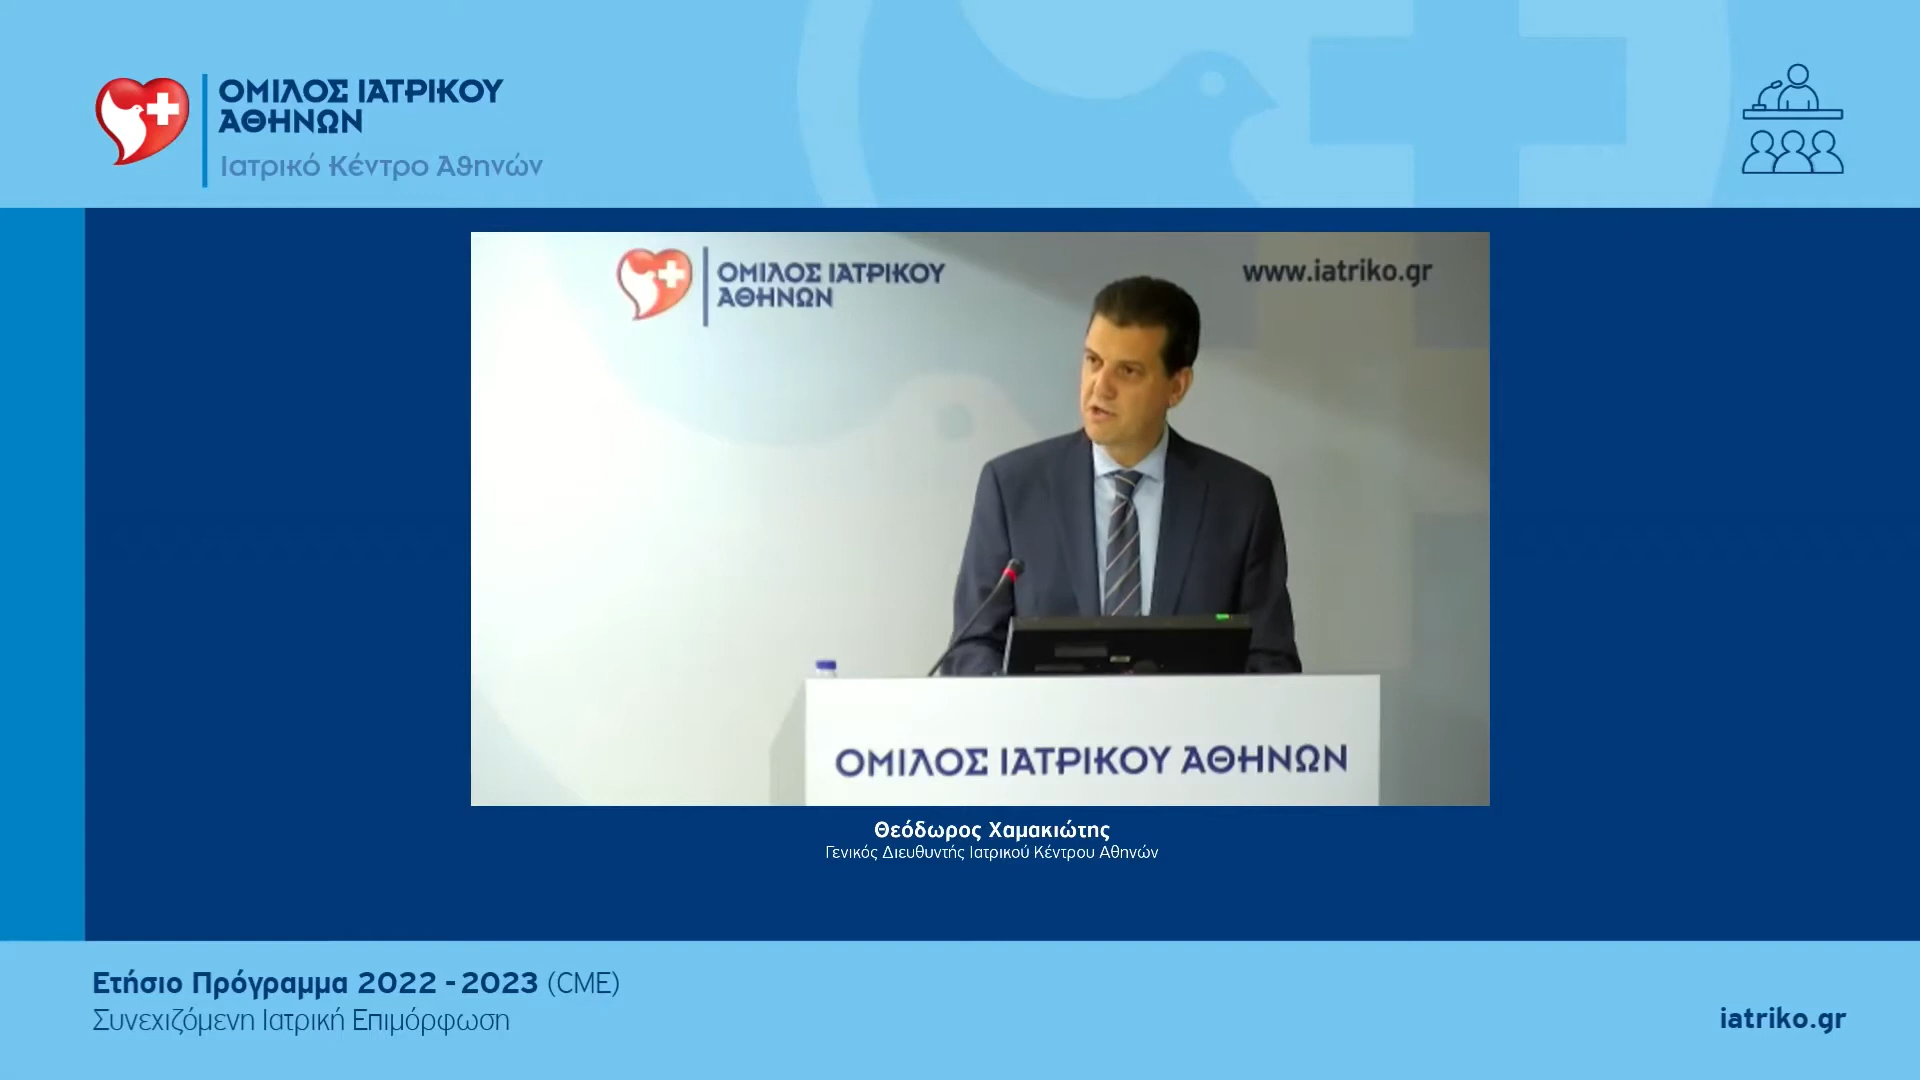 ΟΜΙΛΟΣ ΙΑΤΡΙΚΟΥ
ΑΘΗΝΩΝ
Ιατρικό Κέντρο Αθηνών
ΟΜΙΛΟΣ ΙΑΤΡΙΚΟΥ
ΑΘΗΝΩΝ
www.iatriko.gr
ΟΜΙΛΟΣ ΙΑΤΡΙΚΟΥ ΑΘΗΝΩΝ
Θεόδωρος Χαμακιώτης
Γενικός Διευθυντής Ιατρικού Κέντρου Αθηνών
Ετήσιο Πρόγραμμα 2022 - 2023 (CME)
Συνεχιζόμενη Ιατρική Επιμόρφωση
iatriko.gr